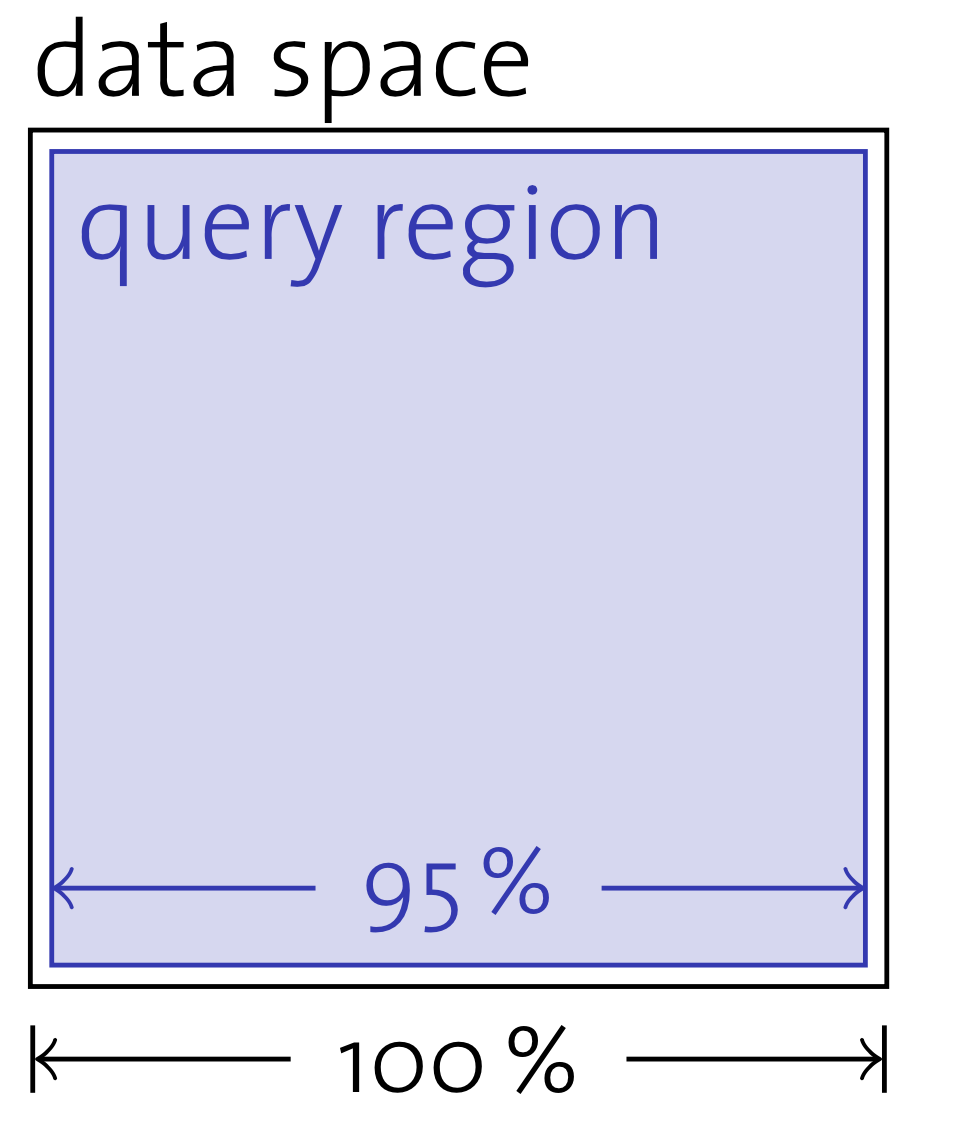 data space
query region
95 %
100 %